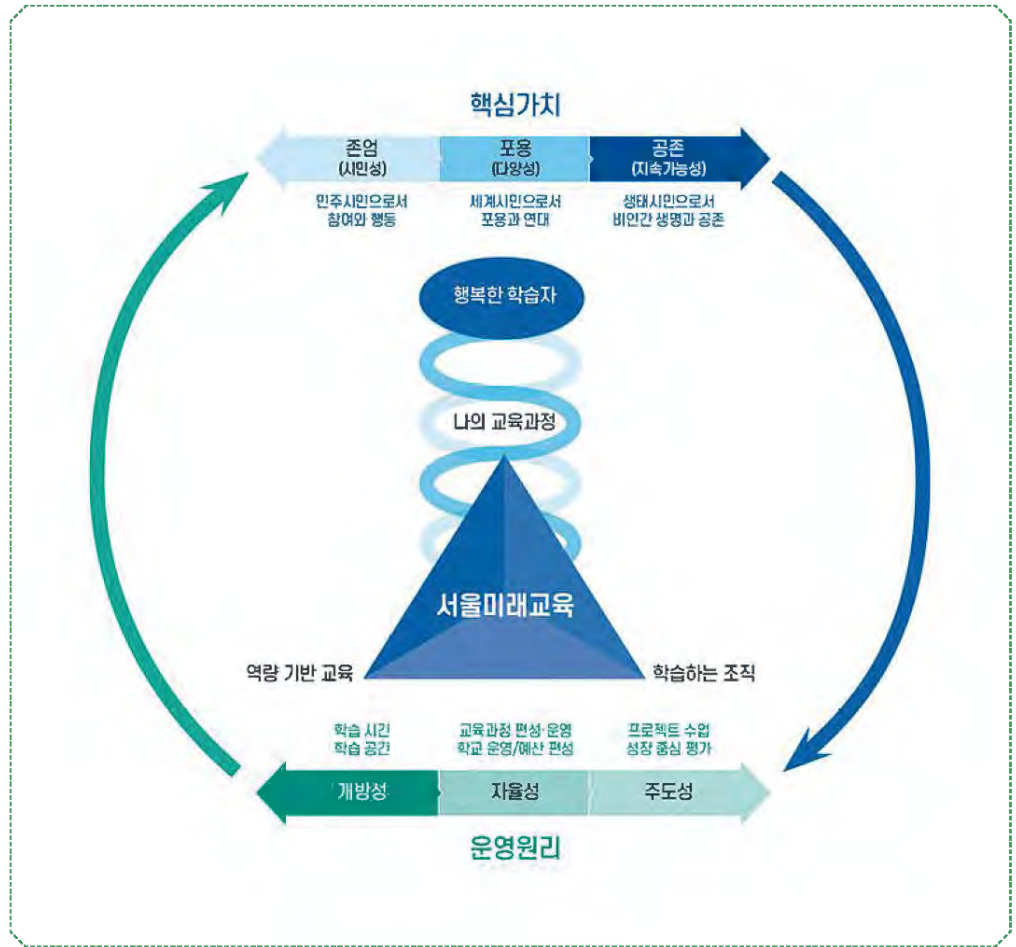 핵심가치
존엄 포용 공존
(시민성) (다양성) (지속가능성)
민주시민으로서 세계시민으로서 생태시민으로서
참여와 행동 포용과 연대 비인간 생명과 공존
행복한 학습자
나의 교육과정
서울미래교육
역량 기반 교육 학습하는 조직
학습 시간 교육과정 편성·운영 프로젝트 수업
학습 공간 학교 운영/예산 편성 성장 중심 평가
개방성 자율성 주도성
운영원리